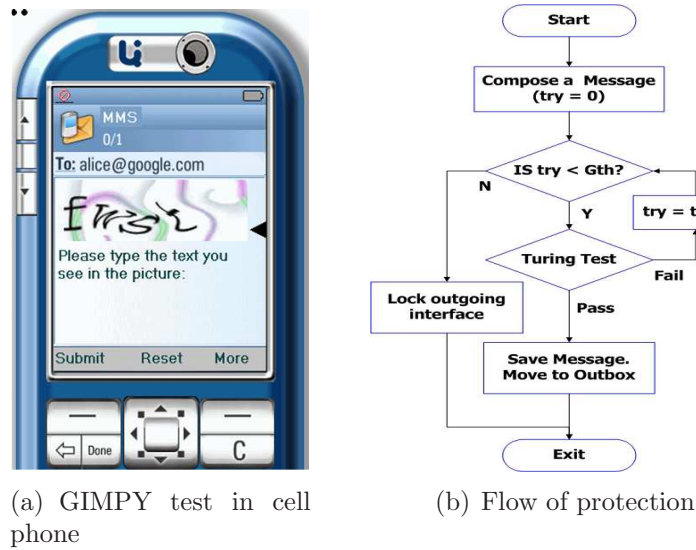 MMS
0/1
To: alice@google.com
Please type the text you
see in the picture:
Submit Reset More
Done
C
(a) GIMPY test in cell
phone
Start
Compose a Message
(try = 0)
IS try < Gth?
N
Y
try = t
Turing Test
Fail
Lock outgoing
interface
Pass
Save Message.
Move to Outbox
Exit
(b) Flow of protection